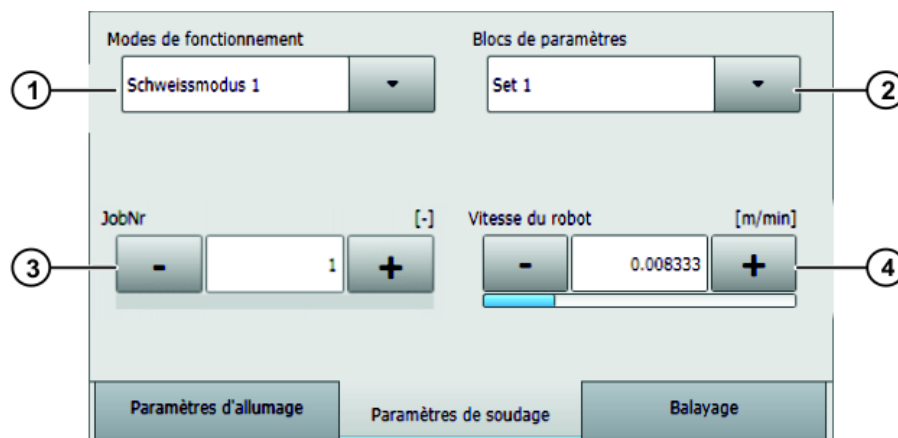 Modes de fonctionnement Blocs de paramètres
1 Schweissmodus 1 Set 1 2
JobNr [-] Vitesse du robot [m/min]
3 - 1 + - 0.008333 + 4
Paramètres d'allumage Paramètres de soudage Balayage